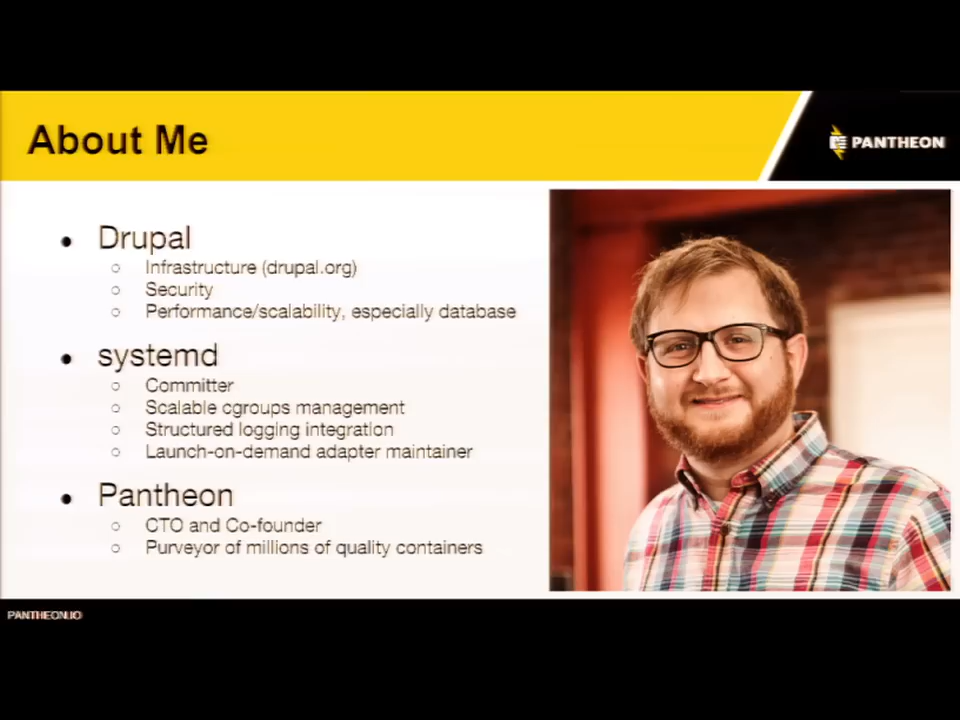 About Me
PANTHEON
• Drupal
○ Infrastructure (drupal.org)
○ Security
○ Performance/scalability, especially database
• systemd
○ Committer
○ Scalable cgroups management
○ Structured logging integration
○ Launch-on-demand adapter maintainer
• Pantheon
○ CTO and Co-founder
○ Purveyor of millions of quality containers
PANTHEON.IO